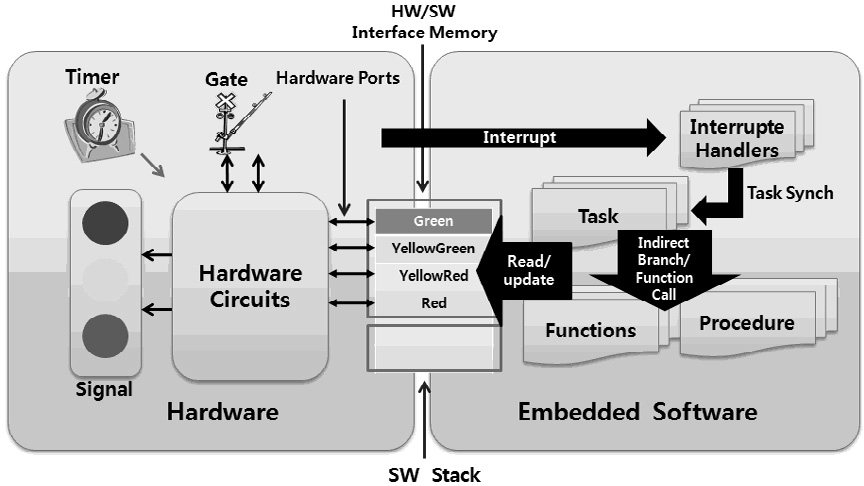 HW/SW
Interface Memory
Timer
Gate
Hardware Ports
Interrupt
Interrupte
Handlers
Task Synch
Task
Green
YellowGreen
YellowRed
Red
Read/
update
Indirect
Branch/
Function
Call
Hardware
Circuits
Functions
Procedure
Signal
Hardware
Embedded Software
SW Stack